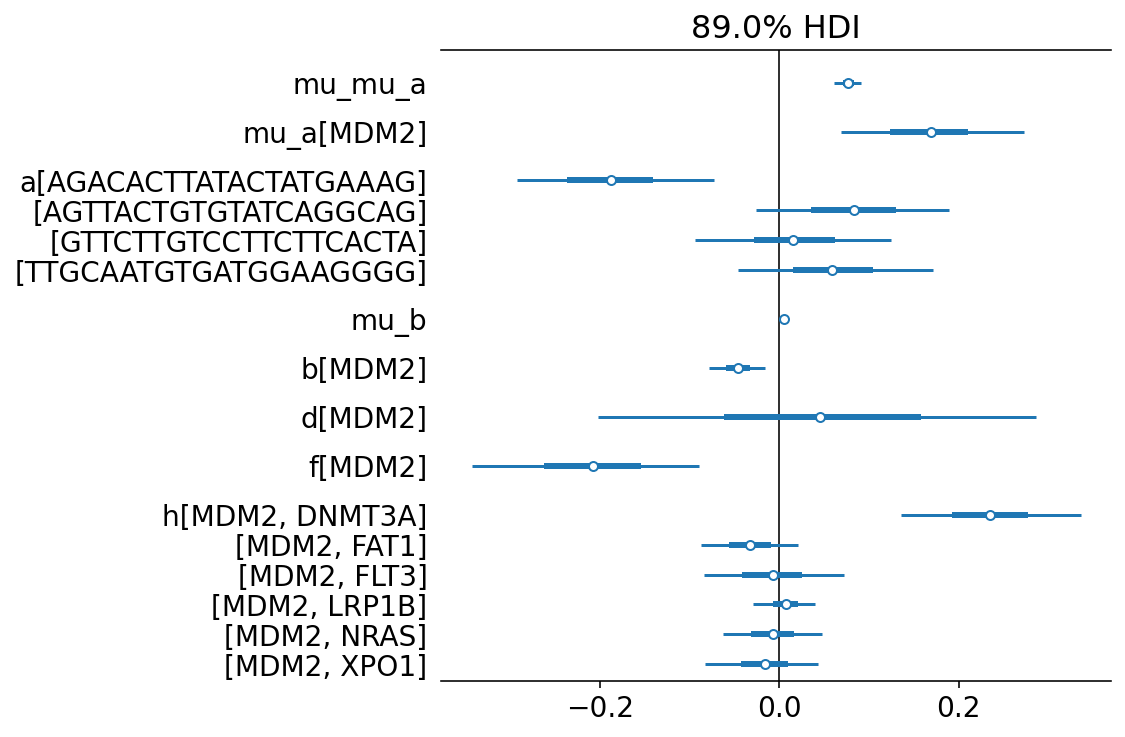 89.0% HDI
mu_mu_a
mu_a[MDM2]
a[AGACACTTATACTATGAAAG]
[AGTTACTGTGTATCAGGCAG]
[GTTCTTGTCCTTCTTCACTA]
[TTGCAATGTGATGGAAGGGG]
mu_b
b[MDM2]
d[MDM2]
f[MDM2]
h[MDM2, DNMT3A]
[MDM2, FAT1]
[MDM2, FLT3]
[MDM2, LRP1B]
[MDM2, NRAS]
[MDM2, XPO1]
−0.2 0.0 0.2